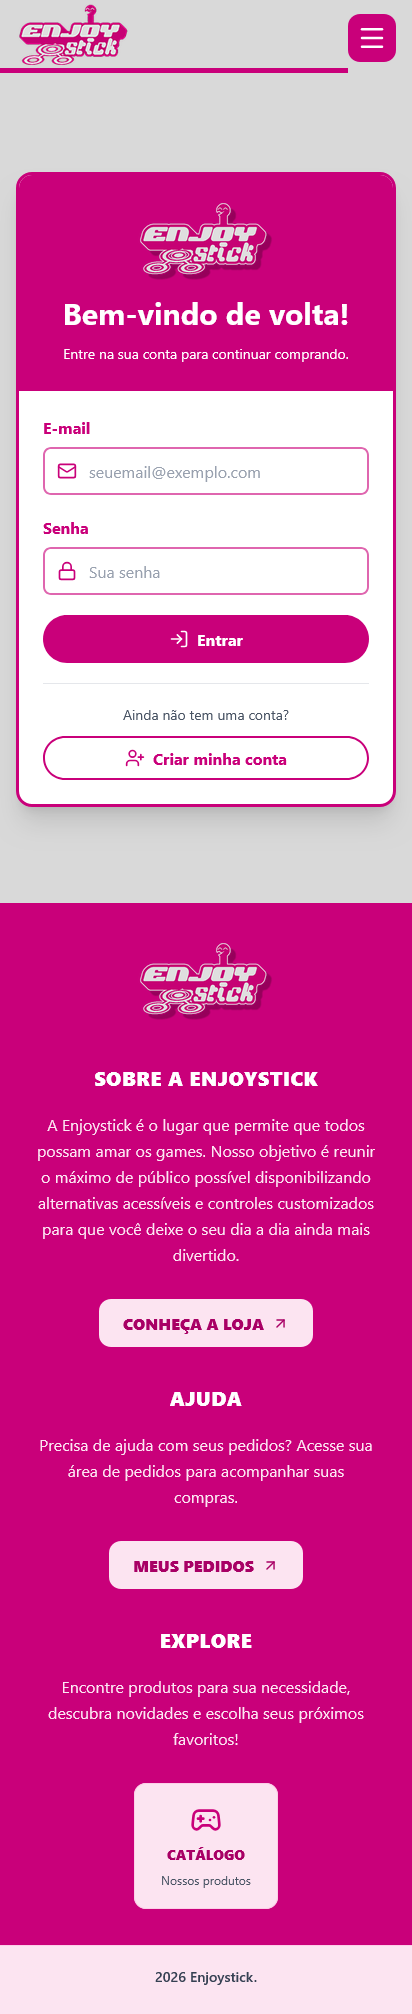 ENJOY
stick
ENJOY
stick
Bem-vindo de volta!
Entre na sua conta para continuar comprando.
E-mail
seuemail@exemplo.com
Senha
Sua senha
Entrar
Ainda não tem uma conta?
Criar minha conta
ENJOY
stick
SOBRE A ENJOYSTICK
A Enjoystick é o lugar que permite que todos
possam amar os games. Nosso objetivo é reunir
o máximo de público possível disponibilizando
alternativas acessíveis e controles customizados
para que você deixe o seu dia a dia ainda mais
divertido.
CONHEÇA A LOJA
AJUDA
Precisa de ajuda com seus pedidos? Acesse sua
área de pedidos para acompanhar suas
compras.
MEUS PEDIDOS
EXPLORE
Encontre produtos para sua necessidade,
descubra novidades e escolha seus próximos
favoritos!
CATÁLOGO
Nossos produtos
2026 Enjoystick.